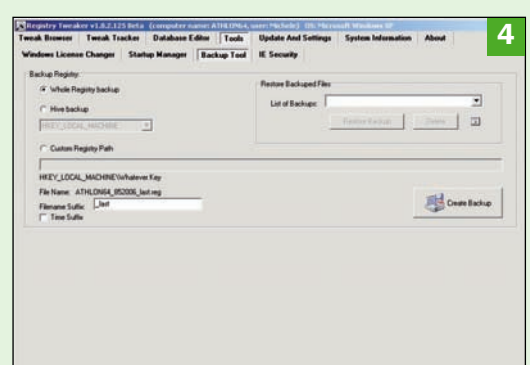 Registry Tweaker v1.0.2.125 Beta (computer name: ATHLON64, user: Michele) OS: Microsoft Windows XP
4
Tweak Browser Tweak Tracker Database Editor Tools Update And Settings System Information About
Windows License Changer Startup Manager Backup Tool IE Security
Backup Registry:
Whole Registry backup
Hive backup
HKEY_LOCAL_MACHINE
Custom Registry Path
HKEY_LOCAL_MACHINE\Whatever Key
File Name: ATHLON64_852006_last.reg
Filename Suffix: _last
Time Suffix
Restore Backuped Files
List of Backups:
Restore Backup Delete
Create Backup